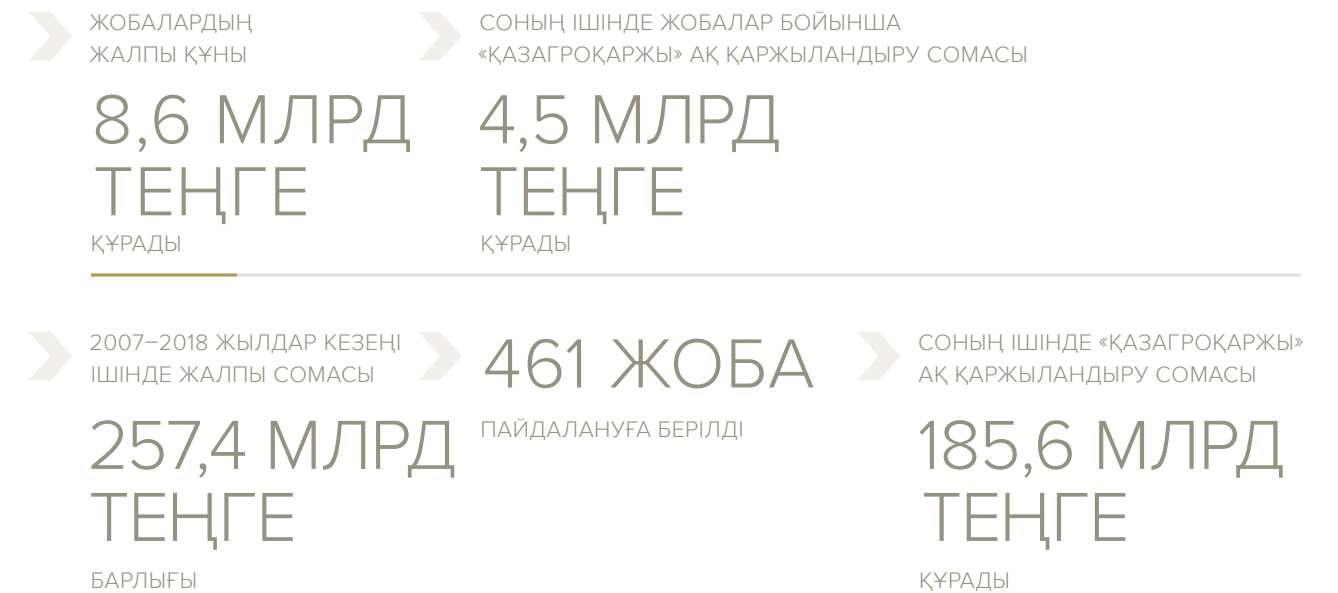 ЖОБАЛАРДЫҢ
ЖАЛПЫ ҚҰНЫ
8,6 МЛРД
ТЕҢГЕ
ҚҰРАДЫ
СОНЫҢ ІШІНДЕ ЖОБАЛАР БОЙЫНША
«ҚАЗАГРОҚАРЖЫ» АҚ ҚАРЖЫЛАНДЫРУ СОМАСЫ
4,5 МЛРД
ТЕҢГЕ
ҚҰРАДЫ
2007–2018 ЖЫЛДАР КЕЗЕҢІ
ІШІНДЕ ЖАЛПЫ СОМАСЫ
257,4 МЛРД
ТЕҢГЕ
БАРЛЫҒЫ
461 ЖОБА
ПАЙДАЛАНУҒА БЕРІЛДІ
СОНЫҢ ІШІНДЕ «ҚАЗАГРОҚАРЖЫ»
АҚ ҚАРЖЫЛАНДЫРУ СОМАСЫ
185,6 МЛРД
ТЕҢГЕ
ҚҰРАДЫ